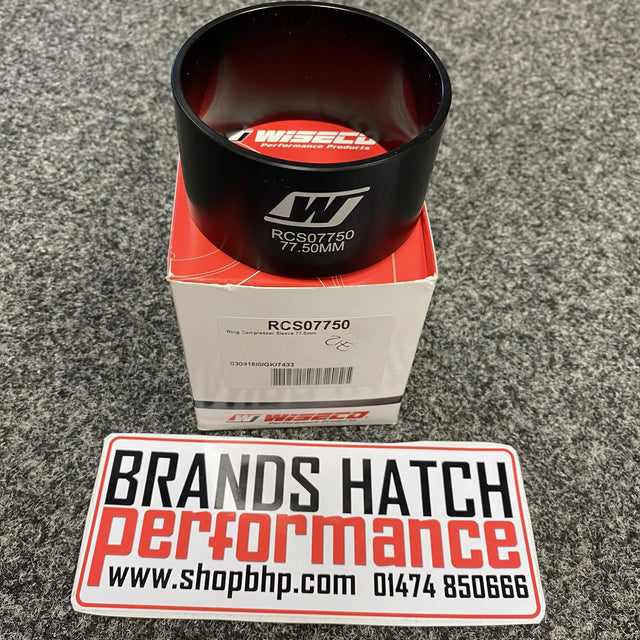 WISECO
Performance Products
W
RCS07750
77.50MM
RCS07750
Ring Compressor Sleeve 77.5mm
030918/0/GK/7433
W WISECO
Performance Products
BRANDS HATCH
performance
www.shopbhp.com 01474 850666